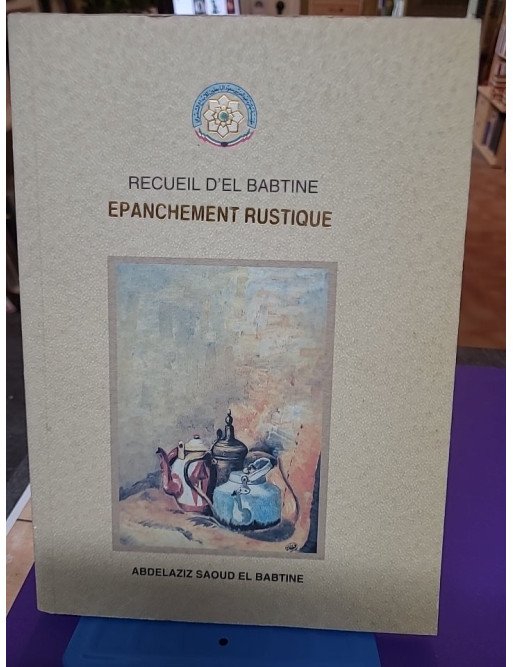 RECUEIL D'EL BABTINE
EPANCHEMENT RUSTIQUE
ABDELAZIZ SAOUD EL BABTINE